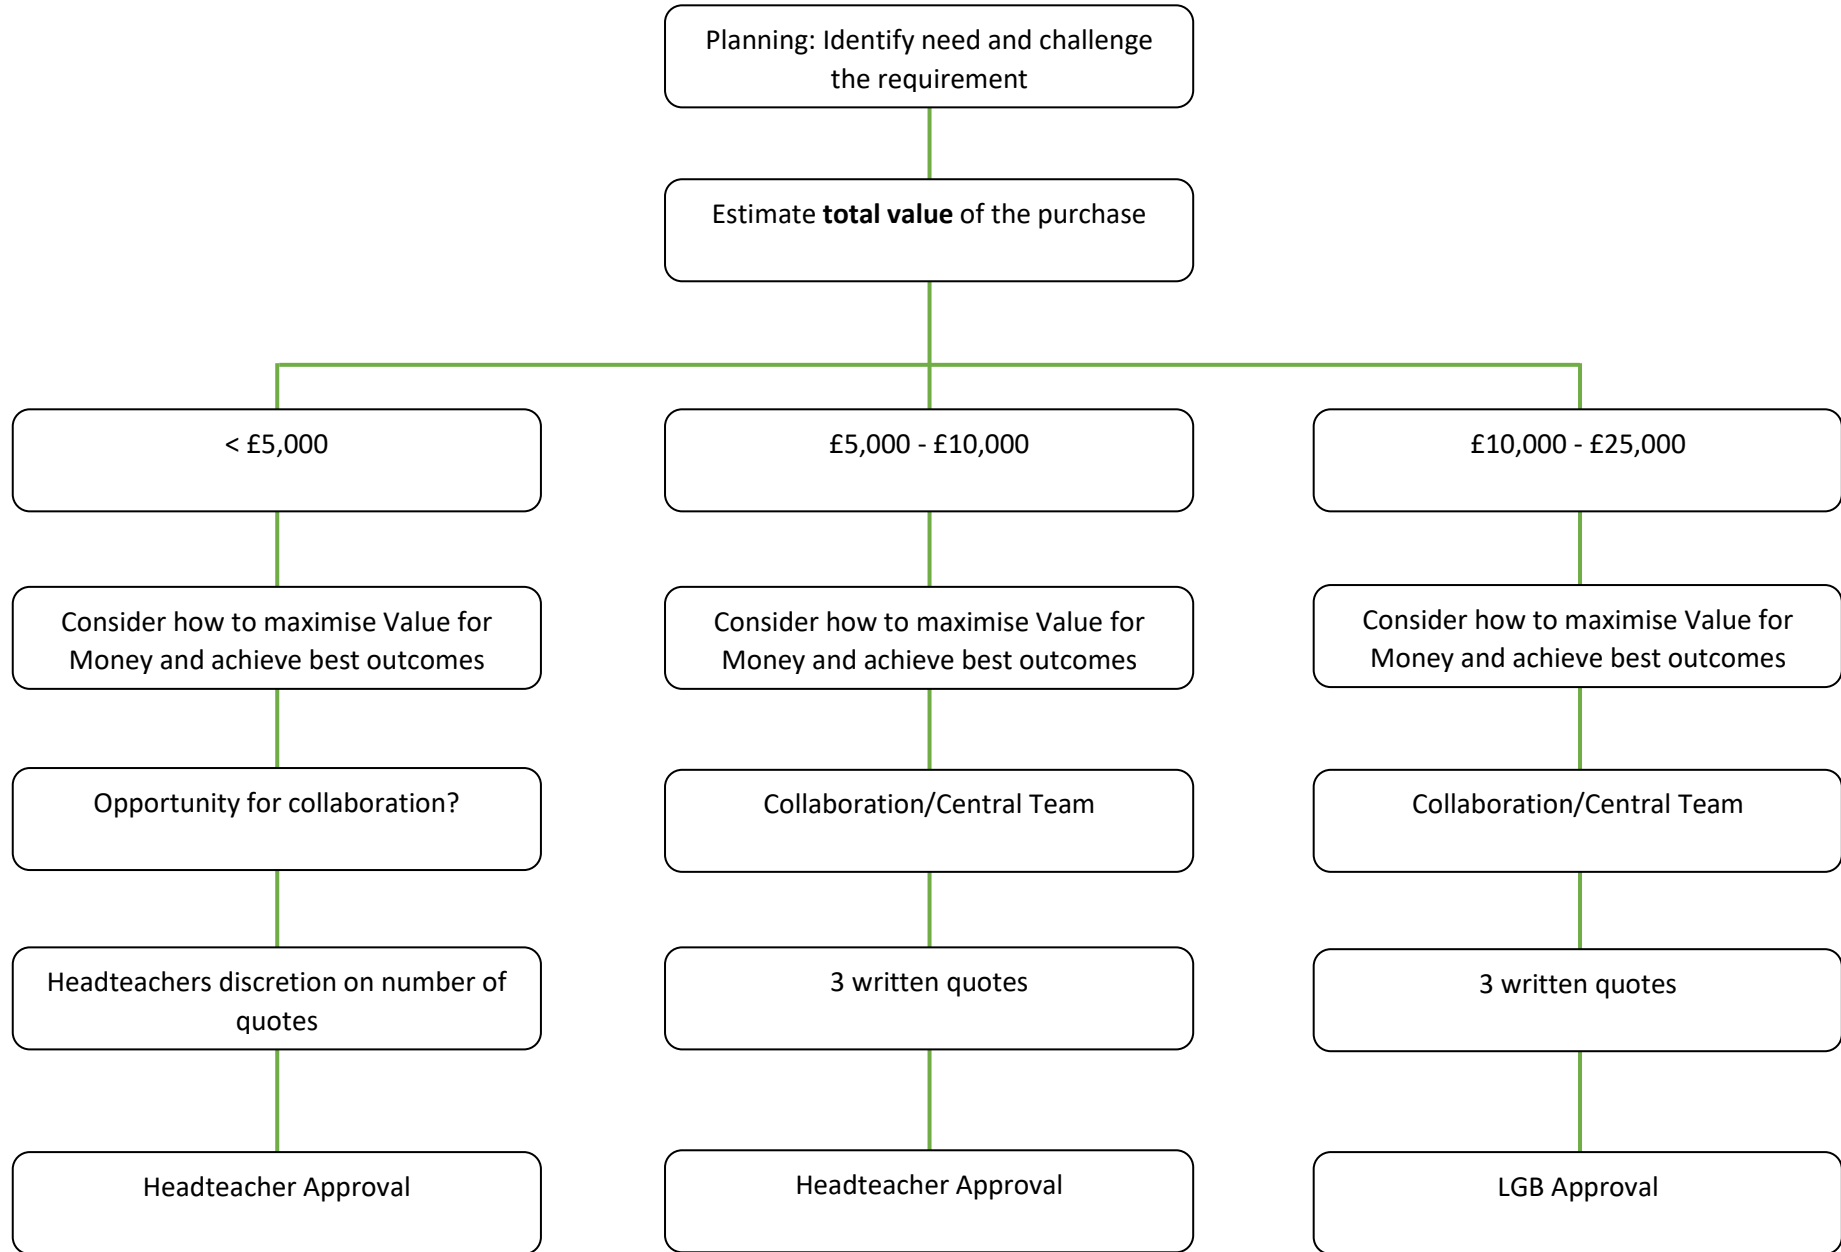 Planning: Identify need and challenge
the requirement
Estimate total value of the purchase
< £5,000
£5,000 - £10,000
£10,000 - £25,000
Consider how to maximise Value for
Money and achieve best outcomes
Consider how to maximise Value for
Money and achieve best outcomes
Consider how to maximise Value for
Money and achieve best outcomes
Opportunity for collaboration?
Collaboration/Central Team
Collaboration/Central Team
Headteachers discretion on number of
quotes
3 written quotes
3 written quotes
Headteacher Approval
Headteacher Approval
LGB Approval